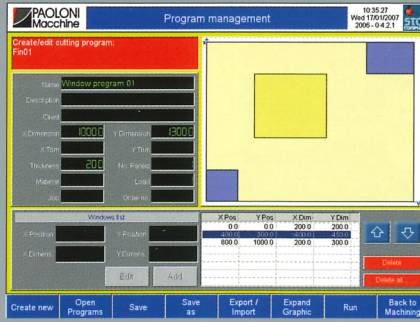 PAOLONI
Macchine
Program management
10:35:27
Wed 17/01/2007
2006 - 0.4.2.1
Create/edit cutting program:
Fin01
Name Window program 01
Description
Client
X Dimension 1000.0 Y Dimension 1300.0
X Trim Y Trim
Thickness 20.0 No. Panels
Material Load
Job Order no.
Windows list
X Position Y Position
X Dimens. Y Dimens.
Edit Add
X Pos Y Pos X Dim Y Dim
0.0 0.0 200.0 200.0
400.0 300.0 400.0 450.0
800.0 1000.0 200.0 300.0
Delete
Delete all...
Create new
Open
Programs
Save
Save
as
Export /
Import
Expand
Graphic
Run
Back to
Machining